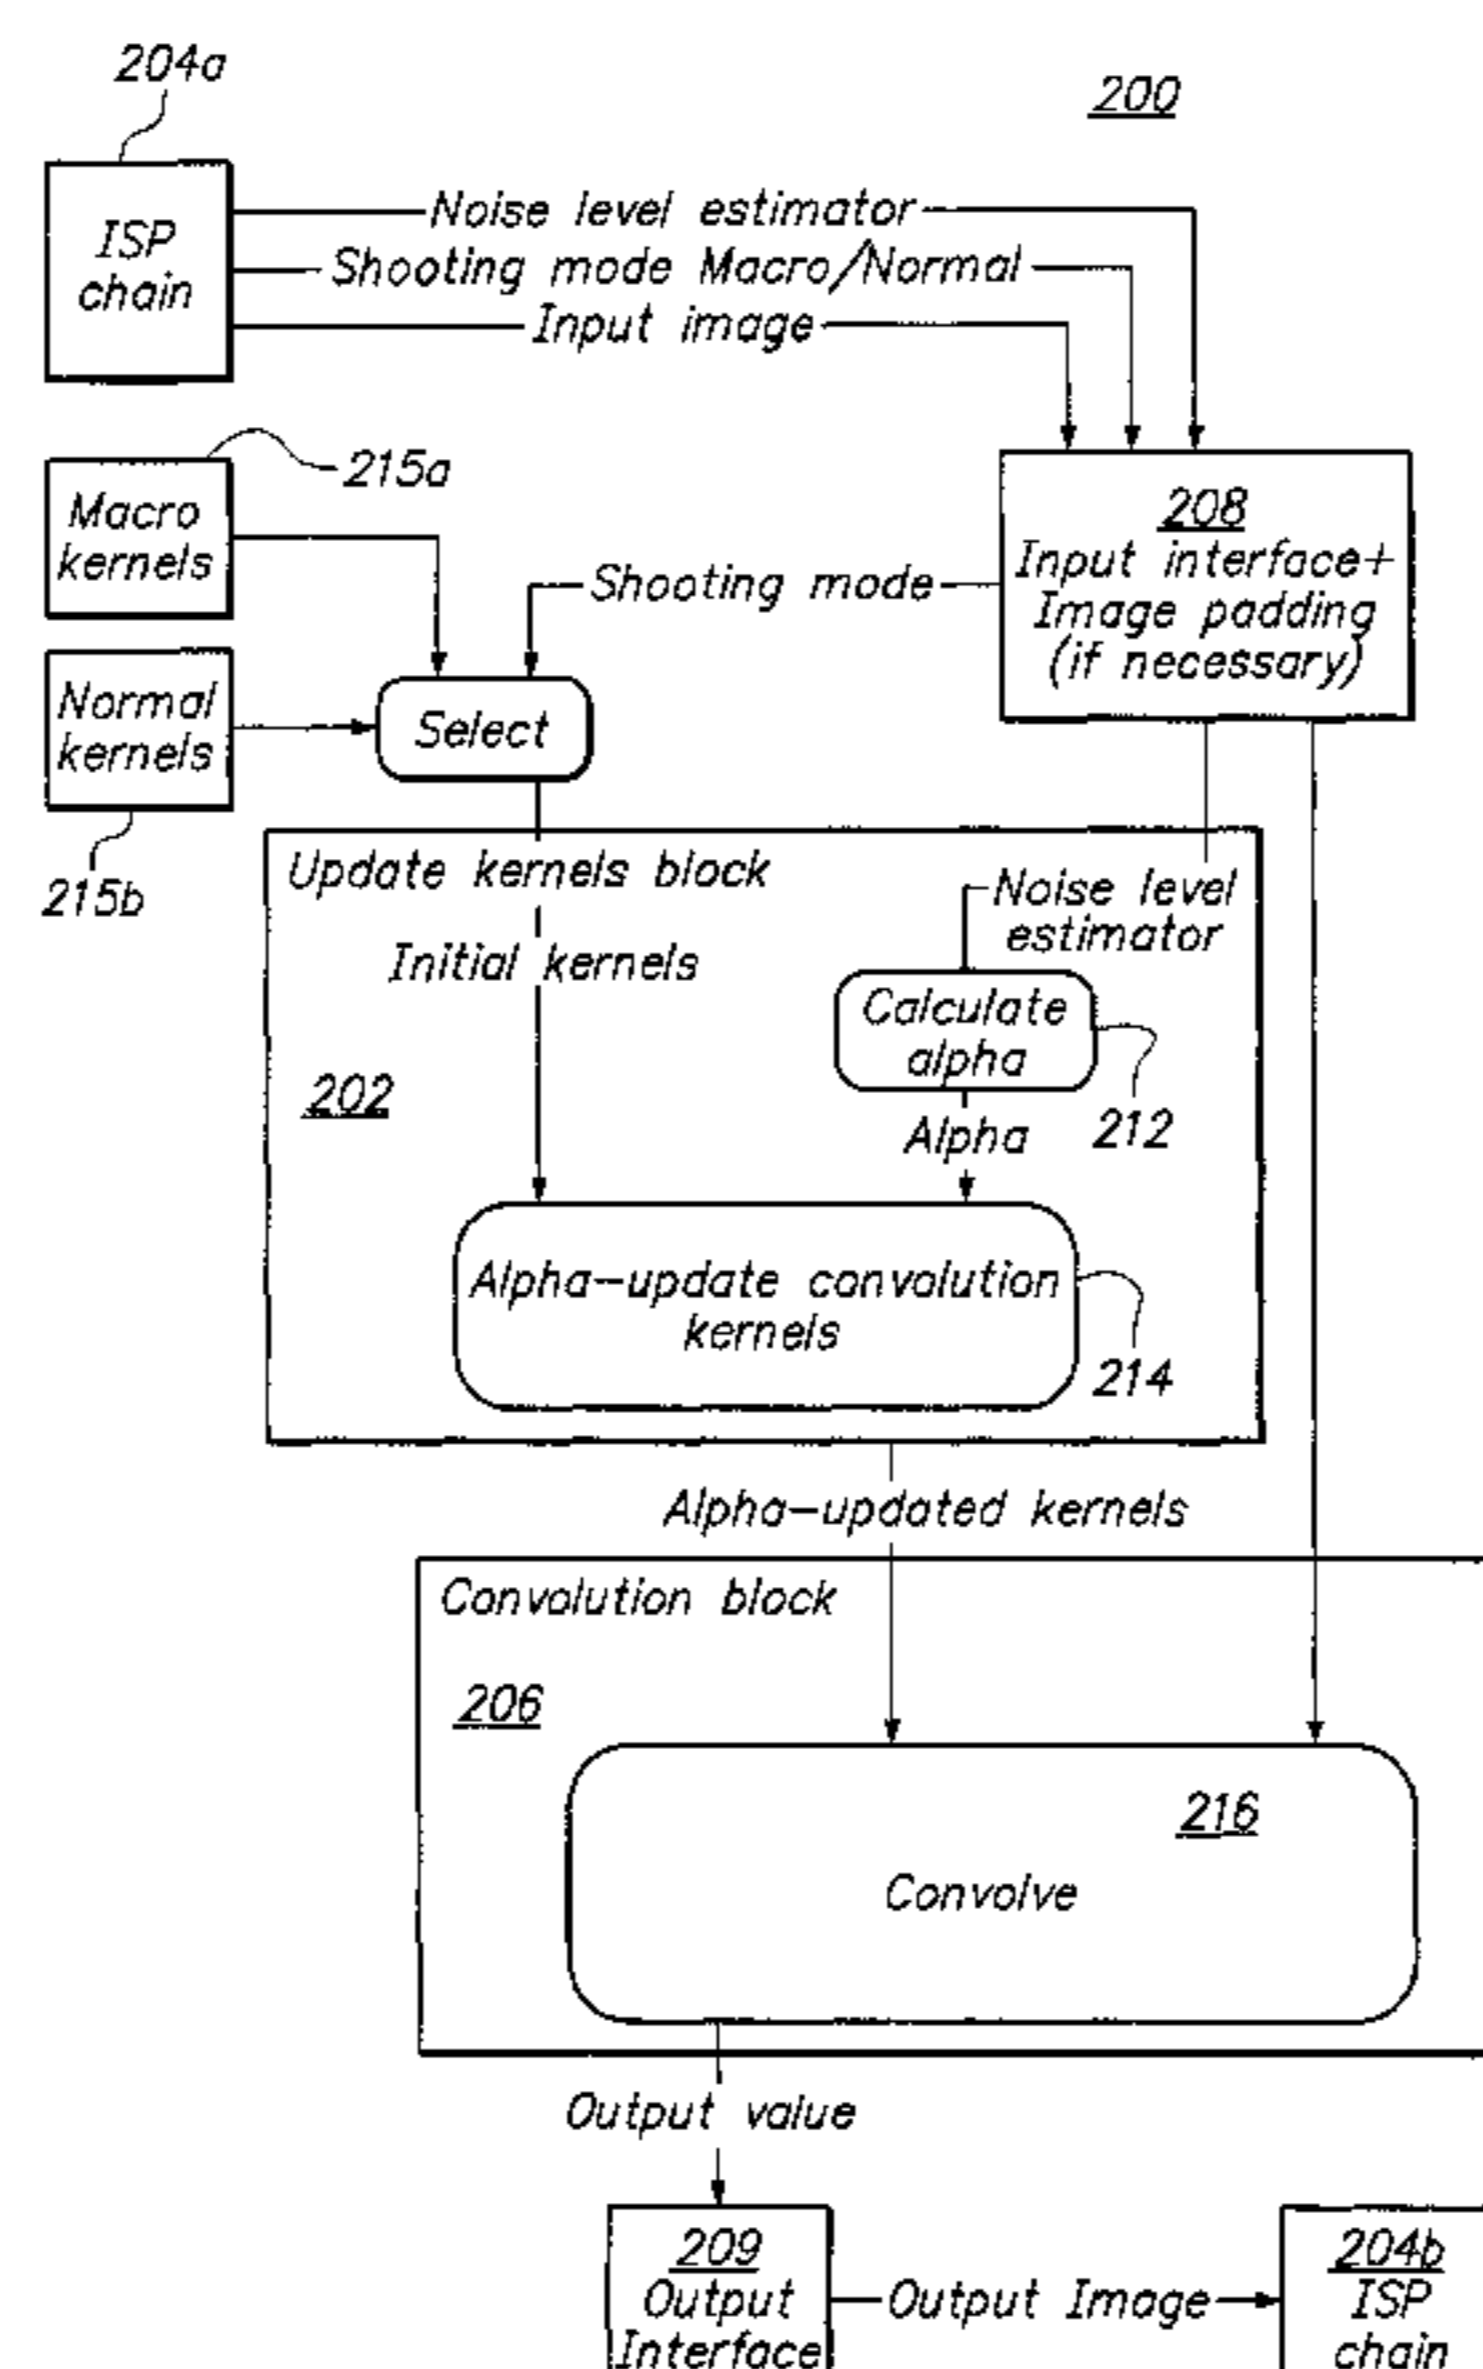 204a
200
ISP
chain
Noise level estimator
Shooting mode Macro/Normal
Input image
215a
Macro
kernels
208
Input interface+
Image padding
(if necessary)
Shooting mode
Normal
kernels
Select
215b
Update kernels block
Noise level
estimator
Initial kernels
Calculate
alpha
202
212
Alpha
Alpha-update convolution
kernels
214
Alpha-updated kernels
Convolution block
206
216
Convolve
Output value
209
Output
Interface
Output Image
204b
ISP
chain